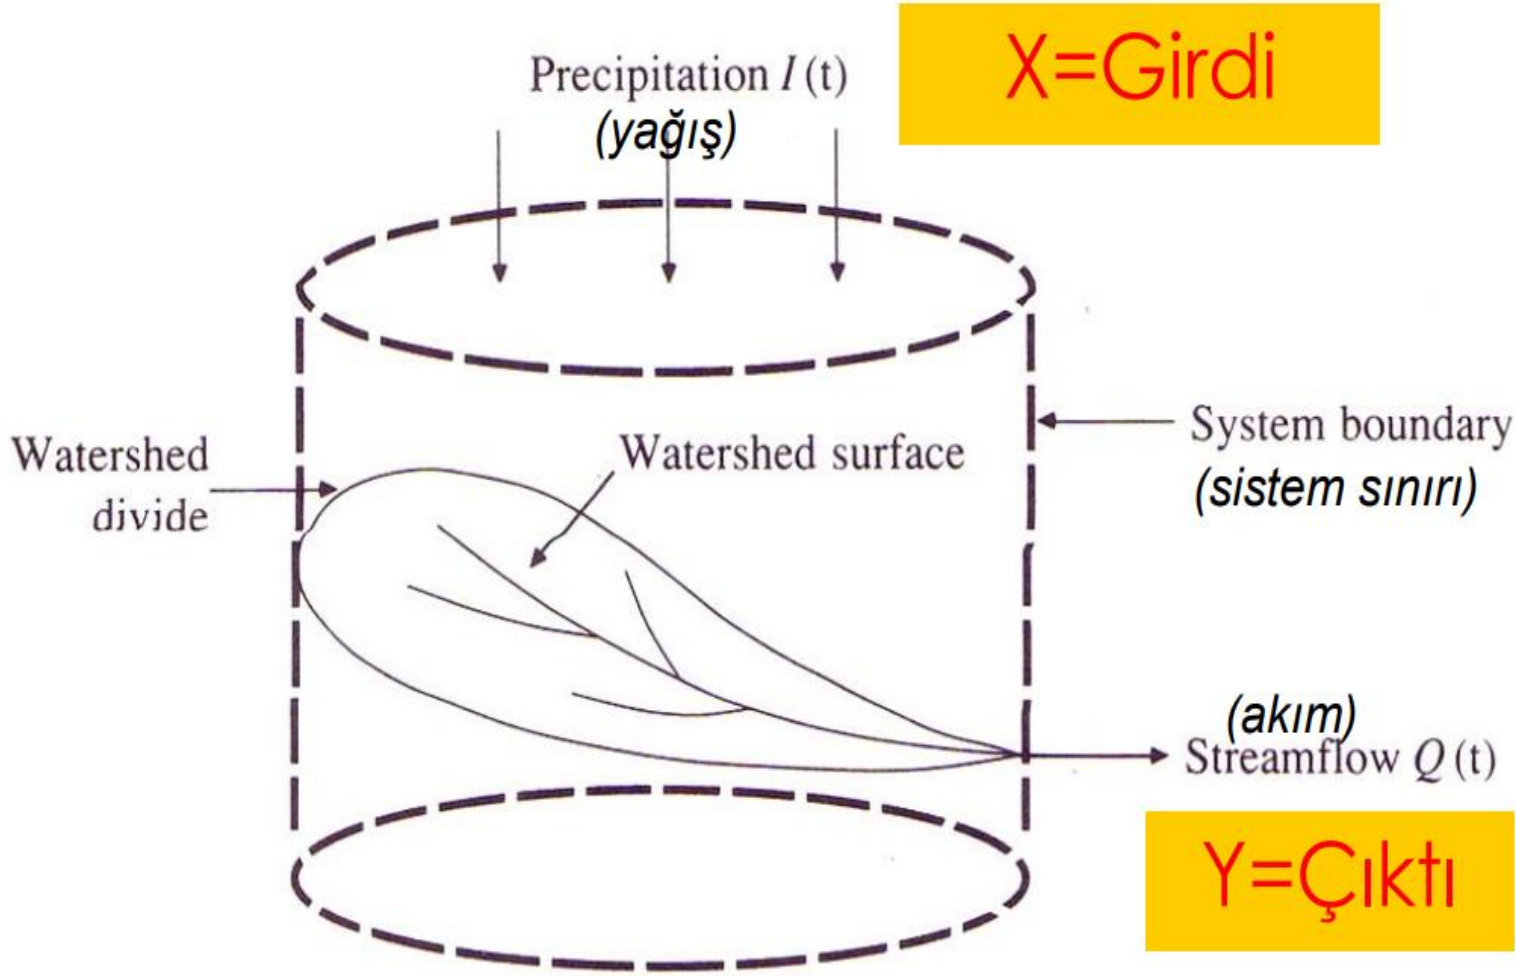 X=Girdi
Precipitation I (t)
(yağış)
Watershed
divide
Watershed surface
System boundary
(sistem sınırı)
(akım)
Streamflow Q (t)
Y=Çıktı